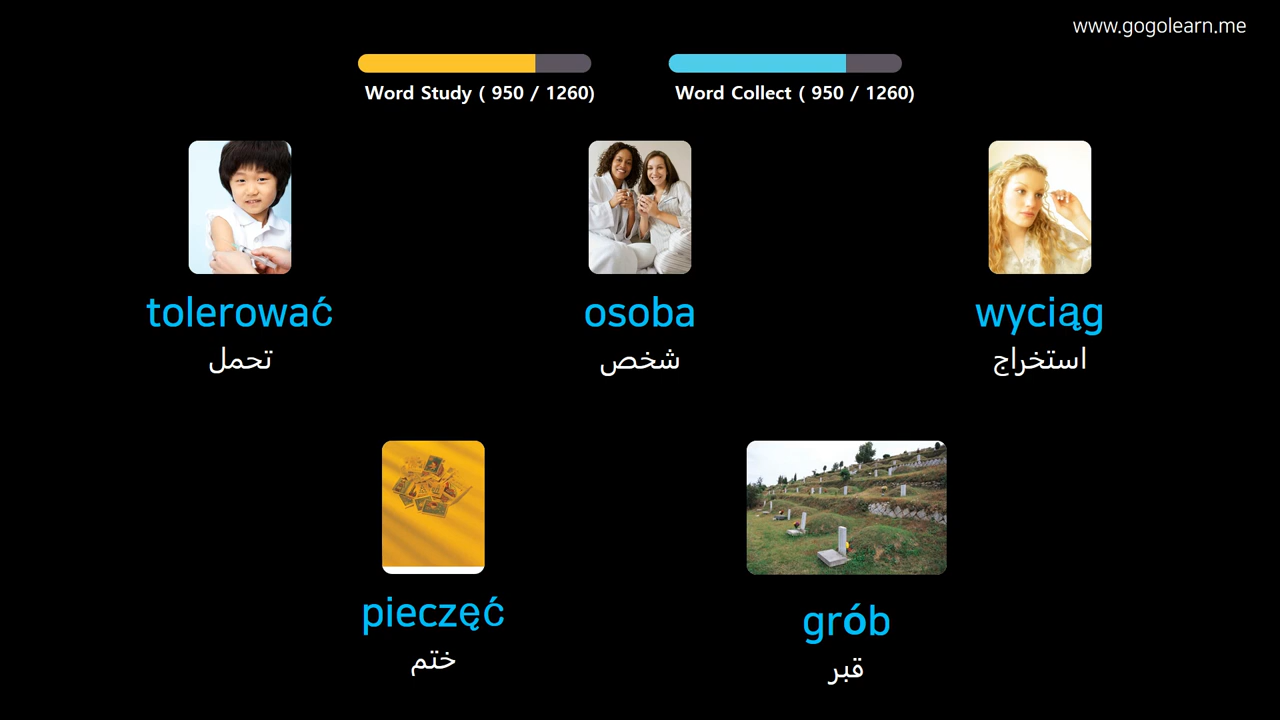 www.gogolearn.me
Word Study ( 950 / 1260)
Word Collect ( 950 / 1260)
tolerować
تحمل
osoba
شخص
wyciąg
استخراج
pieczęć
ختم
grób
قبر